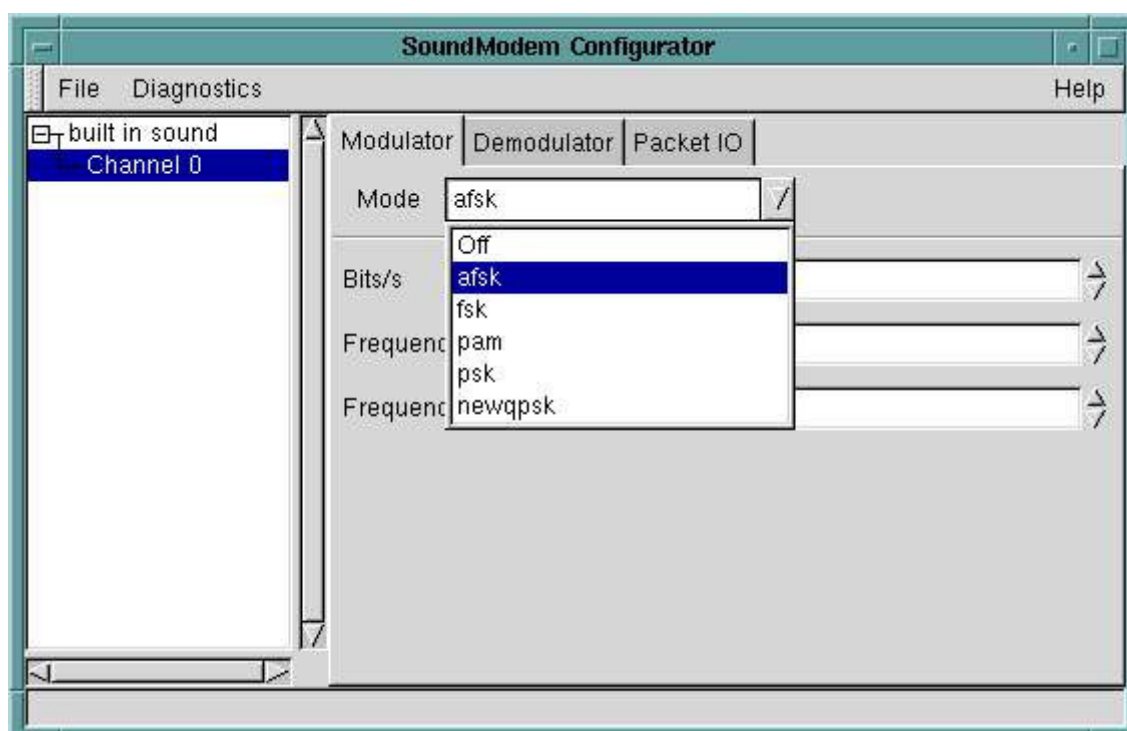 SoundModem Configurator
File Diagnostics Help
built in sound
Channel 0
Modulator Demodulator Packet IO
Mode afsk
Off
afsk
fsk
pam
psk
newqpsk
Bits/s
Frequenc
Frequenc